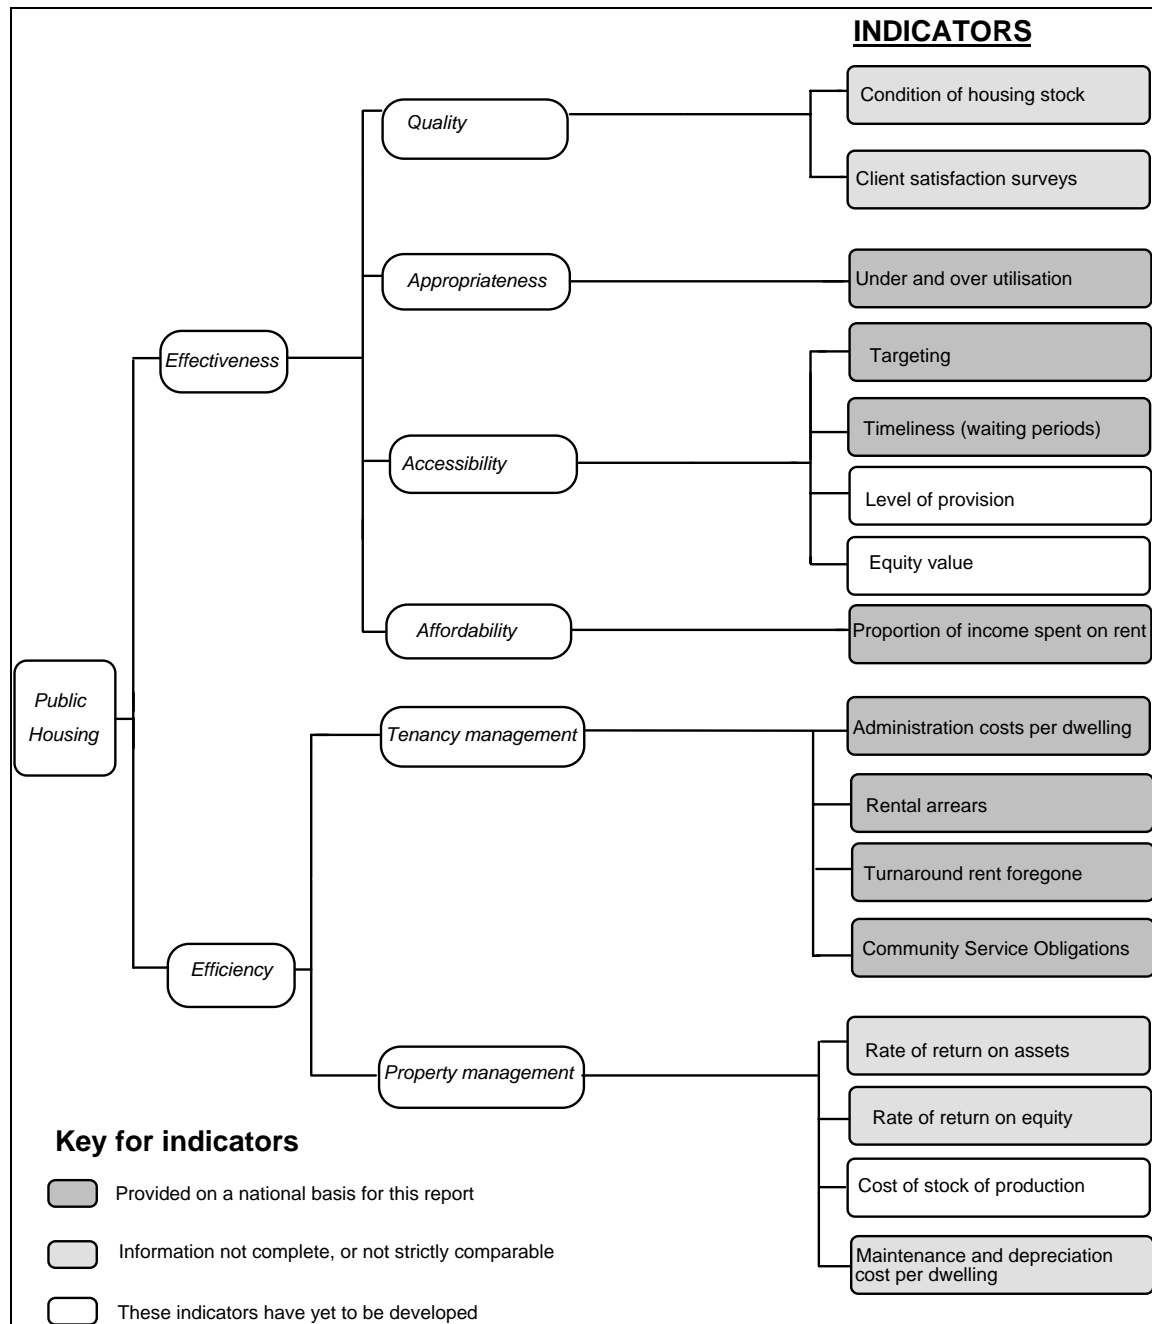 INDICATORS
Condition of housing stock
Quality
Client satisfaction surveys
Appropriateness
Under and over utilisation
Effectiveness
Targeting
Timeliness (waiting periods)
Accessibility
Level of provision
Equity value
Affordability
Proportion of income spent on rent
Public
Housing
Tenancy management
Administration costs per dwelling
Rental arrears
Turnaround rent foregone
Community Service Obligations
Efficiency
Property management
Rate of return on assets
Rate of return on equity
Cost of stock of production
Maintenance and depreciation
cost per dwelling
Key for indicators
Provided on a national basis for this report
Information not complete, or not strictly comparable
These indicators have yet to be developed